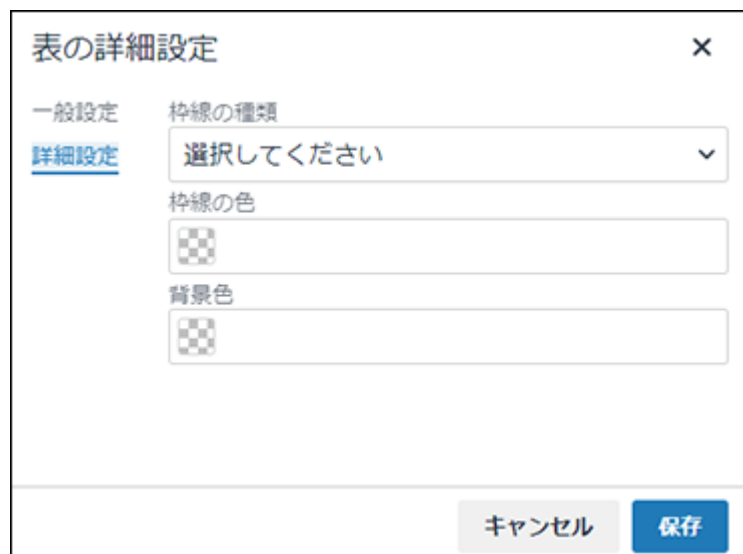 表の詳細設定
一般設定
詳細設定
枠線の種類
選択してください
枠線の色
背景色
キャンセル
保存